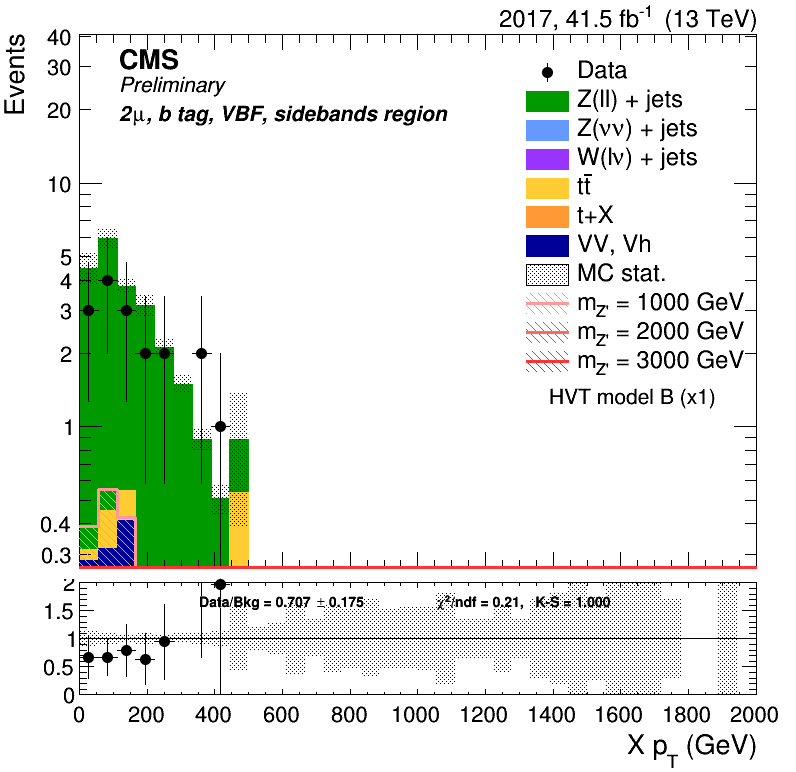 2017, 41.5 fb⁻¹ (13 TeV)
Events
CMS
Preliminary
2μ, b tag, VBF, sidebands region
Data
Z(ll) + jets
Z(νν) + jets
W(lν) + jets
tt̄
t+X
VV, Vh
MC stat.
m_Z' = 1000 GeV
m_Z' = 2000 GeV
m_Z' = 3000 GeV
HVT model B (x1)
40
30
20
10
5
4
3
2
1
0.4
0.3
Data/Bkg = 0.707 ± 0.175
χ²/ndf = 0.21, K-S = 1.000
2
1.5
1
0.5
0
0 200 400 600 800 1000 1200 1400 1600 1800 2000
X p_T (GeV)